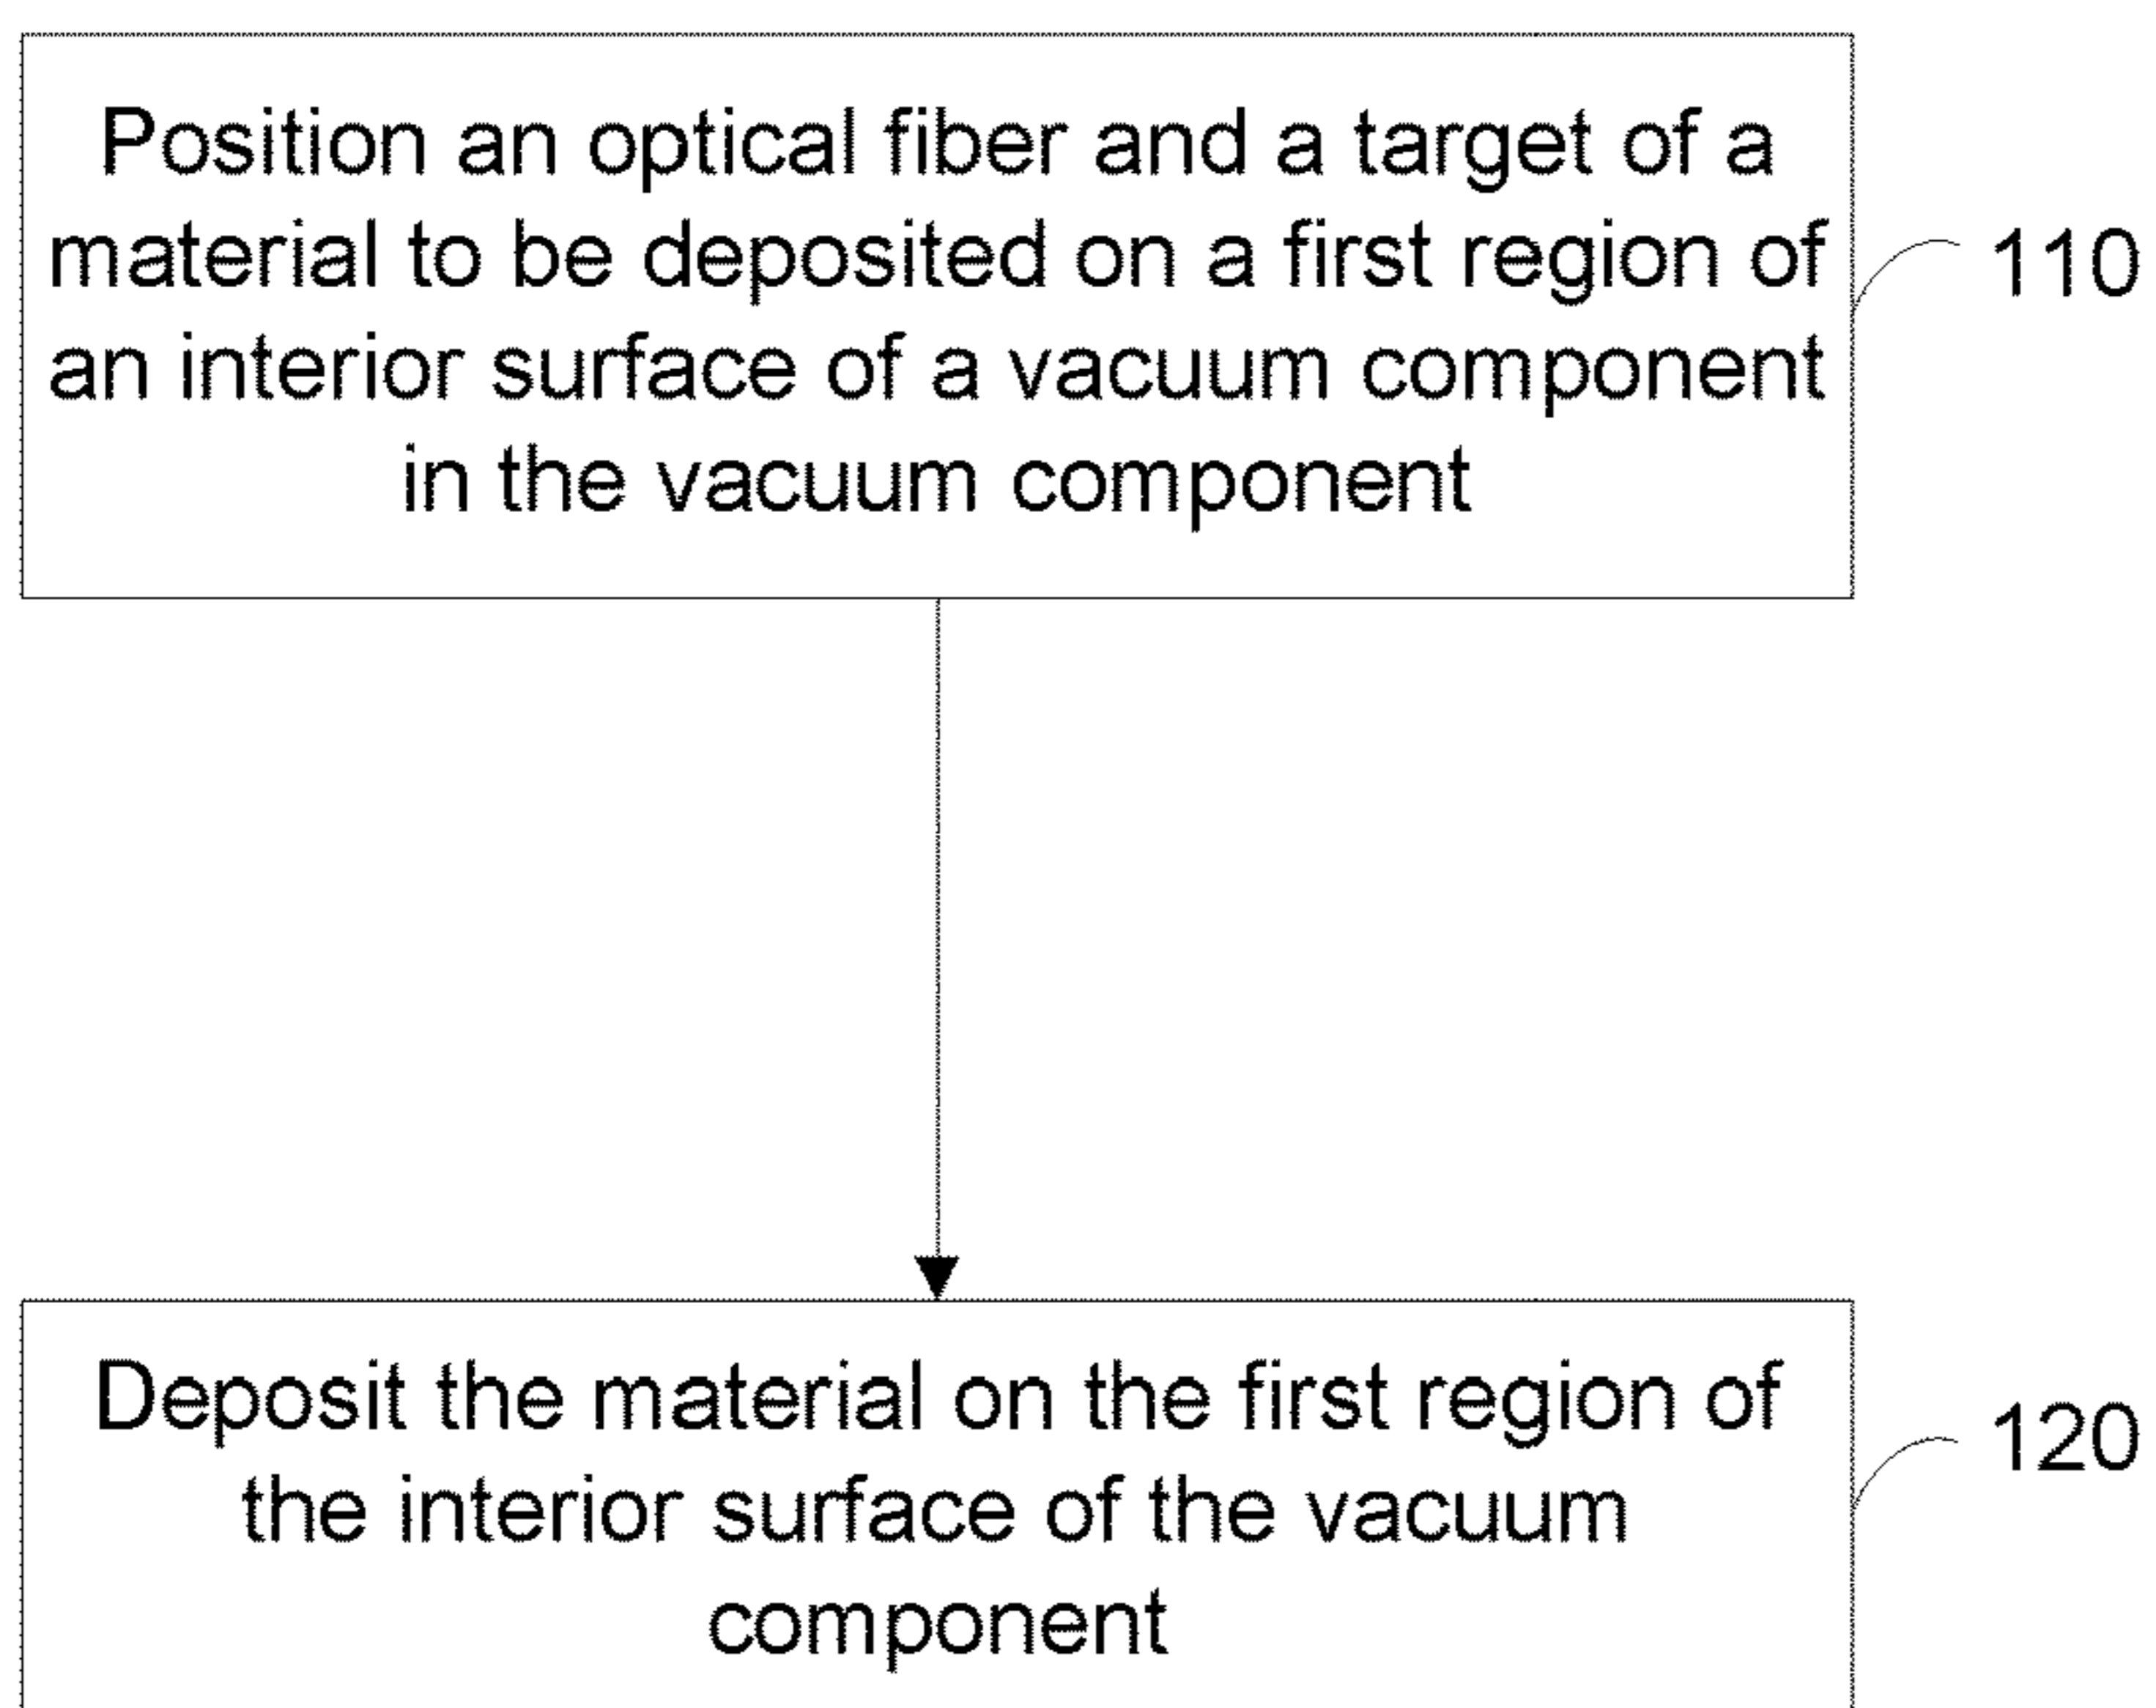 Position an optical fiber and a target of a
material to be deposited on a first region of
an interior surface of a vacuum component
in the vacuum component
110
Deposit the material on the first region of
the interior surface of the vacuum
component
120